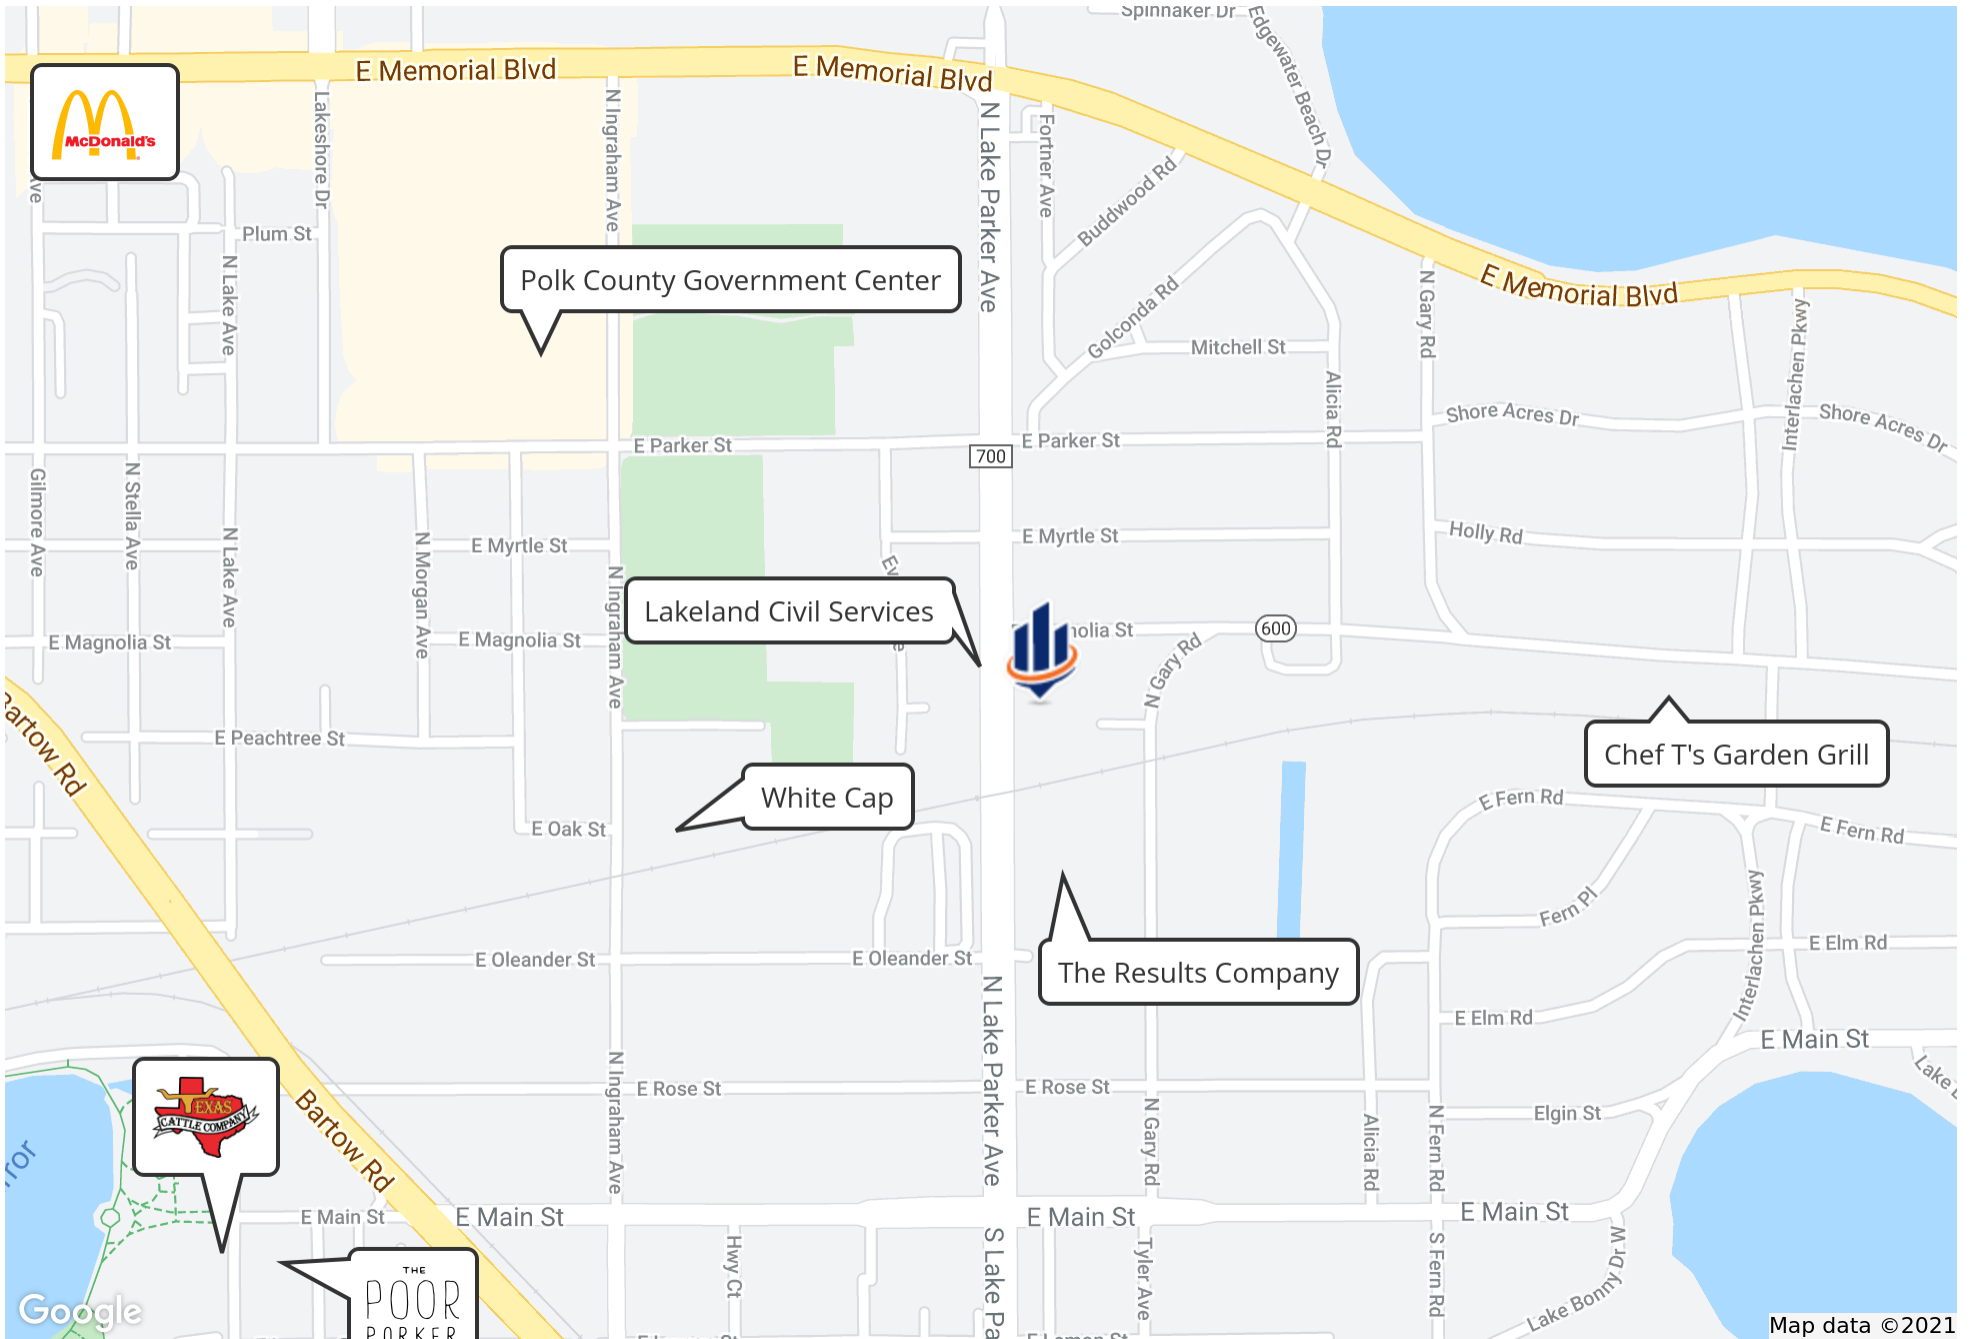 Spinnaker Dr
Edgewater Beach Dr
E Memorial Blvd
E Memorial Blvd
McDonald's
Lakeshore Dr
N Ingraham Ave
N Lake Parker Ave
Fortner Ave
Buddwood Rd
Ave
Plum St
N Lake Ave
Polk County Government Center
Golconda Rd
Mitchell St
N Gary Rd
E Memorial Blvd
Interlachen Pkwy
Alicia Rd
Shore Acres Dr
Shore Acres Dr
E Parker St
700
E Parker St
Gilmore Ave
N Stella Ave
N Lake Ave
N Morgan Ave
E Myrtle St
E Myrtle St
Holly Rd
N Ingraham Ave
Lakeland Civil Services
E Magnolia St
E Magnolia St
nolia St
600
N Gary Rd
Bartow Rd
E Peachtree St
White Cap
Chef T's Garden Grill
E Oak St
E Fern Rd
E Fern Rd
Fern Pl
Interlachen Pkwy
E Elm Rd
E Oleander St
E Oleander St
The Results Company
N Lake Parker Ave
E Elm Rd
E Main St
Lake
TEXAS
CATTLE COMPANY
Bartow Rd
E Rose St
E Rose St
N Ingraham Ave
N Gary Rd
Alicia Rd
N Fern Rd
Elgin St
ror
E Main St
E Main St
E Main St
E Main St
Hwy Ct
S Lake Pa
Tyler Ave
S Fern Rd
Lake Bonny Dr W
THE
POOR
PORKER
E Lemon St
Google
Map data ©2021